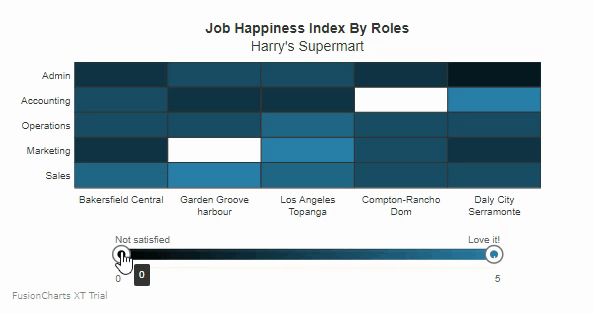 Job Happiness Index By Roles
Harry's Supermart
Admin
Accounting
Operations
Marketing
Sales
Bakersfield Central
Garden Groove
harbour
Los Angeles
Topanga
Compton-Rancho
Dom
Daly City
Serramonte
Not satisfied
Love it!
0
0
5
FusionCharts XT Trial